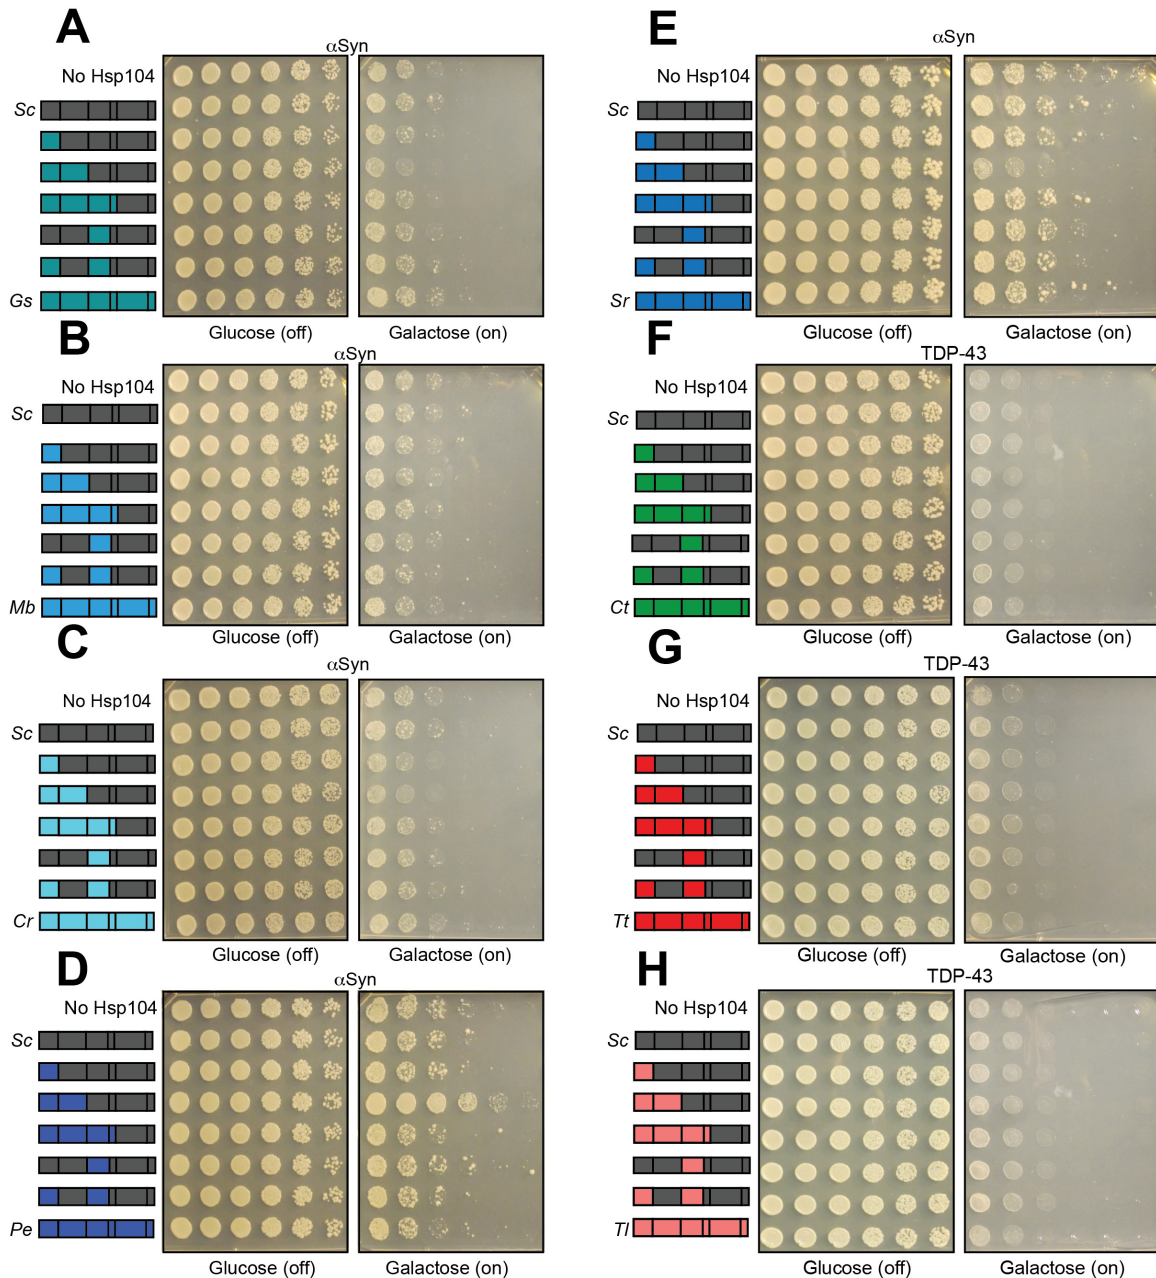 A
αSyn
No Hsp104
Sc
Gs
Glucose (off)
Galactose (on)
B
αSyn
No Hsp104
Sc
Mb
Glucose (off)
Galactose (on)
C
αSyn
No Hsp104
Sc
Cr
Glucose (off)
Galactose (on)
D
αSyn
No Hsp104
Sc
Pe
Glucose (off)
Galactose (on)
E
αSyn
No Hsp104
Sc
Sr
Glucose (off)
Galactose (on)
F
TDP-43
No Hsp104
Sc
Ct
Glucose (off)
Galactose (on)
G
TDP-43
No Hsp104
Sc
Tt
Glucose (off)
Galactose (on)
H
TDP-43
No Hsp104
Sc
Tl
Glucose (off)
Galactose (on)